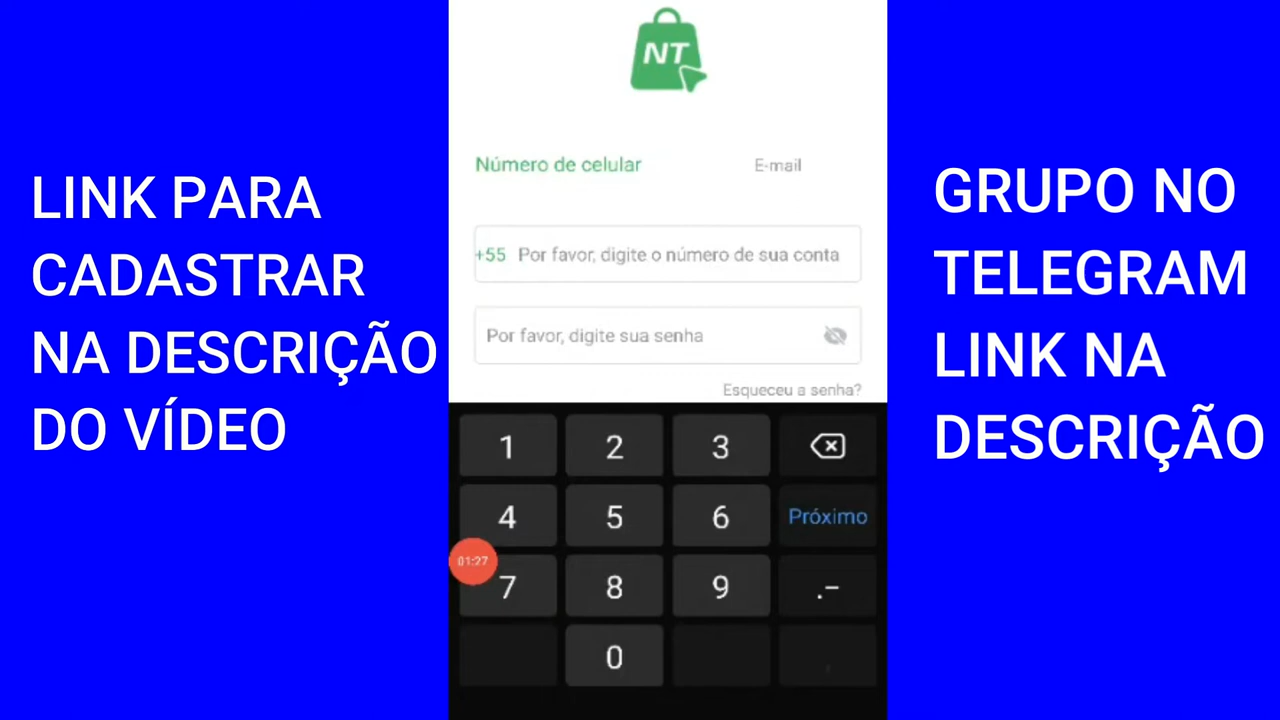 LINK PARA
CADASTRAR
NA DESCRIÇÃO
DO VÍDEO
NT
Número de celular
E-mail
+55 Por favor, digite o número de sua conta
Por favor, digite sua senha
Esqueceu a senha?
1 2 3
4 5 6 Próximo
01:27
7 8 9 .–
0 ,
GRUPO NO
TELEGRAM
LINK NA
DESCRIÇÃO